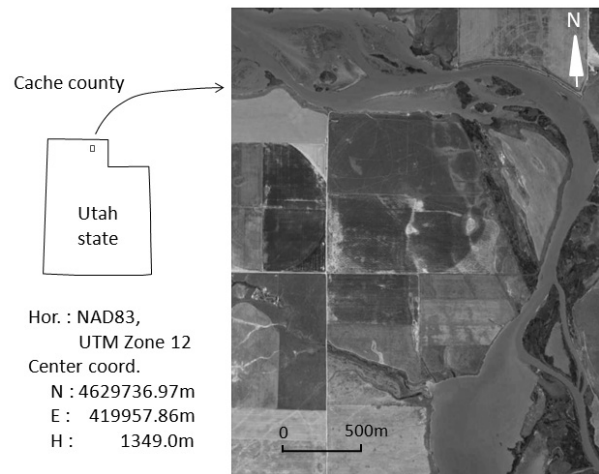 Cache county
N
Utah
state
Hor. : NAD83,
UTM Zone 12
Center coord.
N : 4629736.97m
E : 419957.86m
H : 1349.0m
0 500m